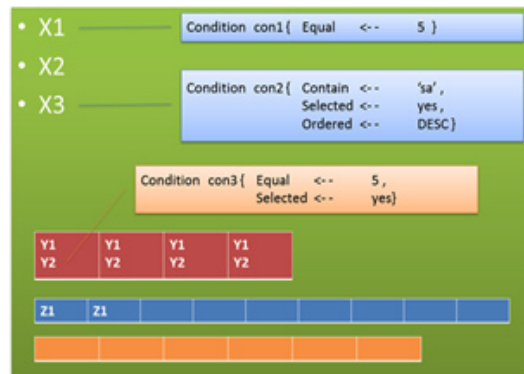 • X1
Condition con1{ Equal <-- 5 }
• X2
• X3
Condition con2{ Contain <-- 'sa',
Selected <-- yes,
Ordered <-- DESC}
Condition con3{ Equal <-- 5,
Selected <-- yes}
Y1 Y1 Y1 Y1
Y2 Y2 Y2 Y2
Z1 Z1